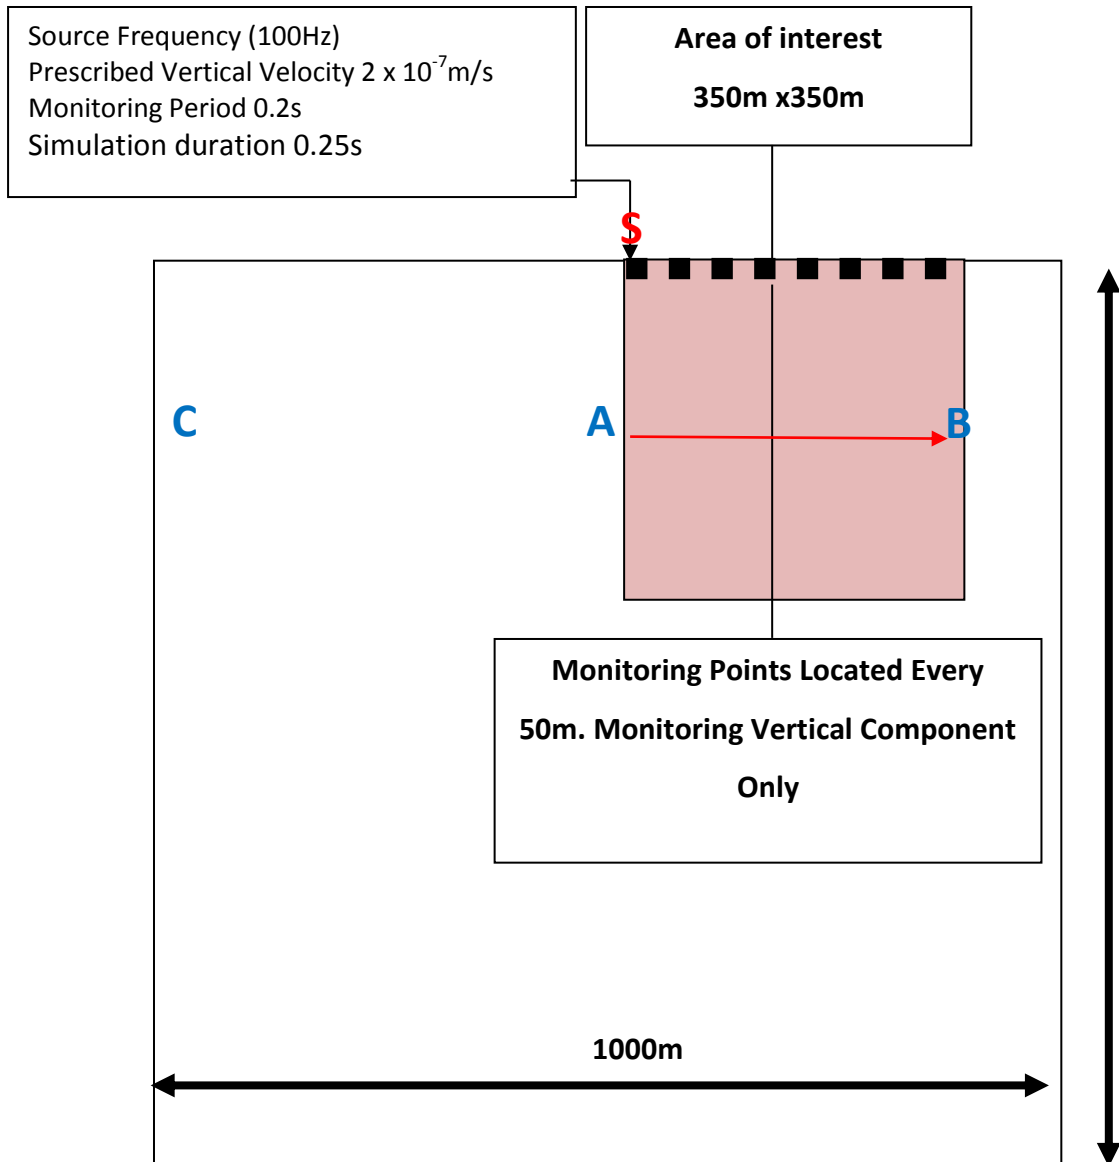 Source Frequency (100Hz)
Prescribed Vertical Velocity 2 x 10⁻⁷m/s
Monitoring Period 0.2s
Simulation duration 0.25s
Area of interest
350m x350m
S
C
A
B
Monitoring Points Located Every
50m. Monitoring Vertical Component
Only
1000m